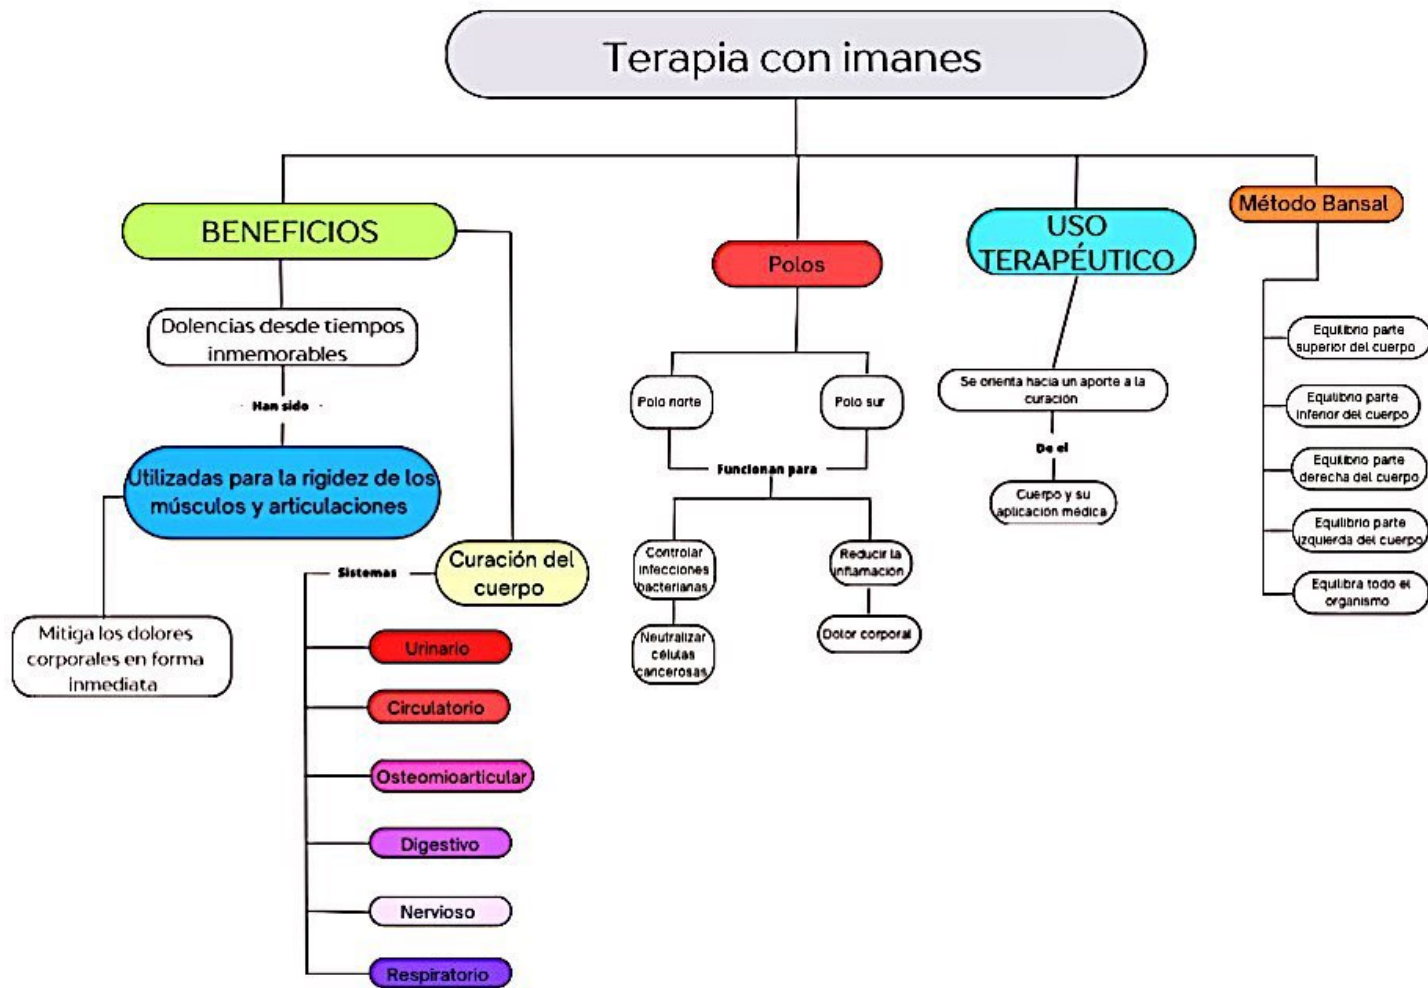 Terapia con imanes
BENEFICIOS
Dolencias desde tiempos
inmemorables
Han sido
Utilizadas para la rigidez de los
músculos y articulaciones
Mitiga los dolores
corporales en forma
inmediata
Curación del
cuerpo
Sistemas
Urinario
Circulatorio
Osteomioarticular
Digestivo
Nervioso
Respiratorio
Polos
Polo norte
Polo sur
Funcionan para
Controlar
infecciones
bacterianas
Neutralizar
células
cancerosas
Reducir la
inflamación
Dolor corporal
USO
TERAPÉUTICO
Se orienta hacia un aporte a la
curación
De el
Cuerpo y su
aplicación médica
Método Bansal
Equilibrio parte
superior del cuerpo
Equilibrio parte
inferior del cuerpo
Equilibrio parte
derecha del cuerpo
Equilibrio parte
izquierda del cuerpo
Equilibra todo el
organismo